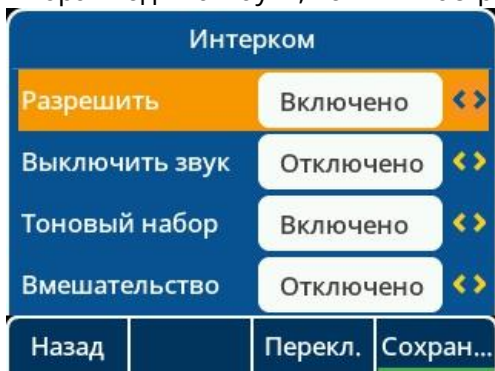 Интерком
Разрешить Включено
Выключить звук Отключено
Тоновый набор Включено
Вмешательство Отключено
Назад Перекл. Сохран...